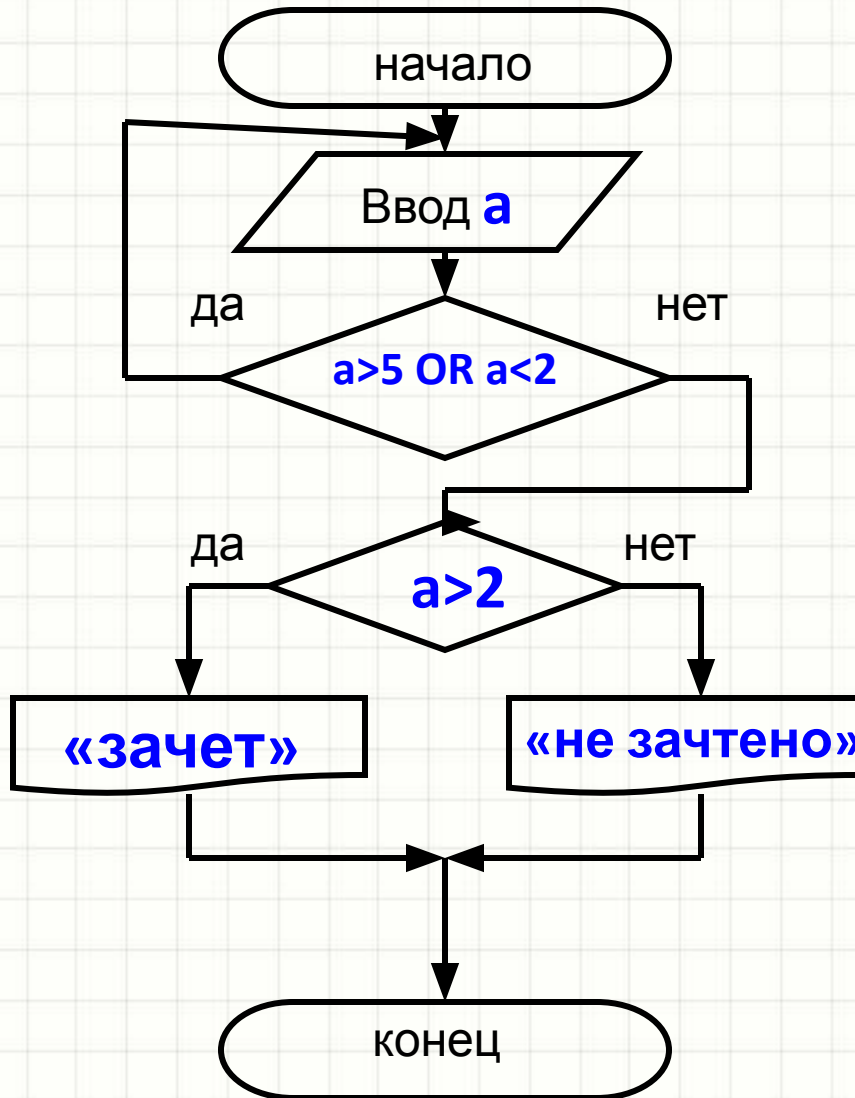 начало
Ввод a
да
нет
a>5 OR a<2
да
нет
a>2
«зачет»
«не зачтено»
конец